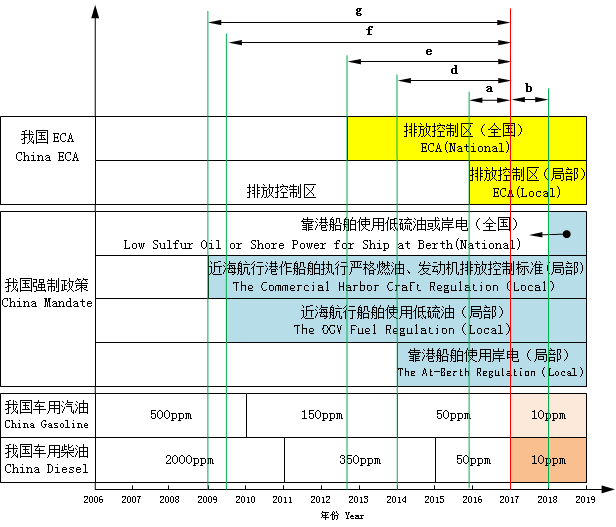 g
f
e
d
a
b
我国 ECA
China ECA
排放控制区（全国）
ECA(National)
排放控制区（局部）
ECA(Local)
排放控制区
我国强制政策
China Mandate
靠港船舶使用低硫油或岸电（全国）
Low Sulfur Oil or Shore Power for Ship at Berth(National)
近海航行港作船舶执行严格燃油、发动机排放控制标准（局部）
The Commercial Harbor Craft Regulation (Local)
近海航行船舶使用低硫油（局部）
The OGV Fuel Regulation (Local)
靠港船舶使用岸电（局部）
The At-Berth Regulation (Local)
我国车用汽油
China Gasoline
500ppm 150ppm 50ppm 10ppm
我国车用柴油
China Diesel
2000ppm 350ppm 50ppm 10ppm
2006 2007 2008 2009 2010 2011 2012 2013 2014 2015 2016 2017 2018 2019
年份 Year